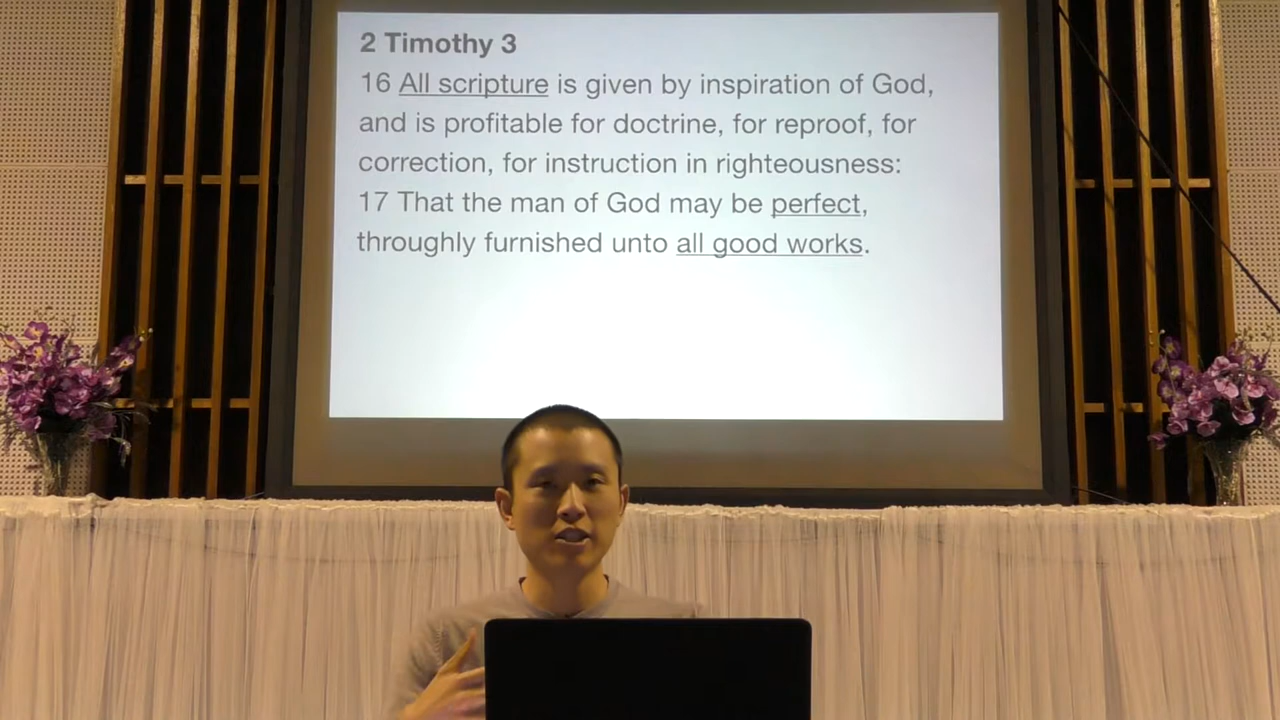 2 Timothy 3
16 All scripture is given by inspiration of God,
and is profitable for doctrine, for reproof, for
correction, for instruction in righteousness:
17 That the man of God may be perfect,
throughly furnished unto all good works.